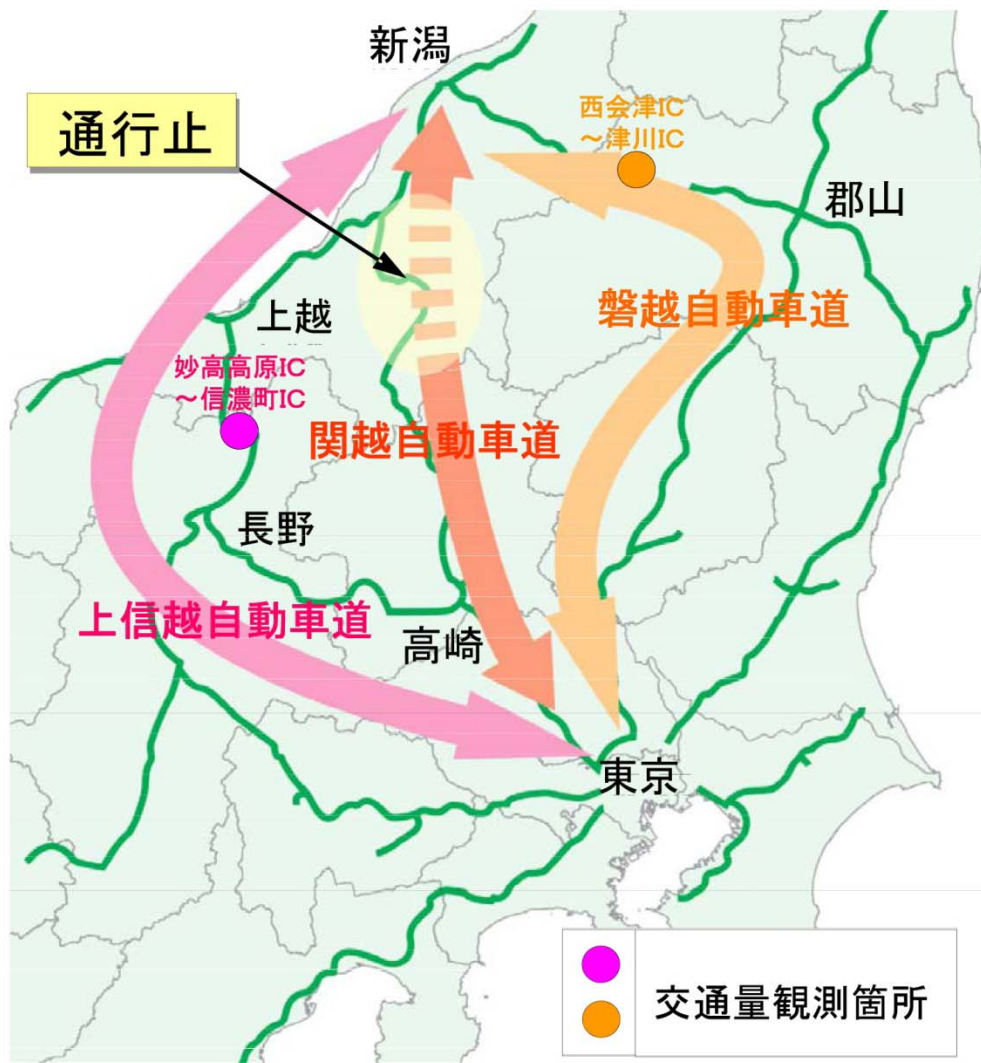 新潟
西会津IC
～津川IC
通行止
郡山
磐越自動車道
上越
妙高高原IC
～信濃町IC
関越自動車道
長野
上信越自動車道
高崎
東京
交通量観測箇所